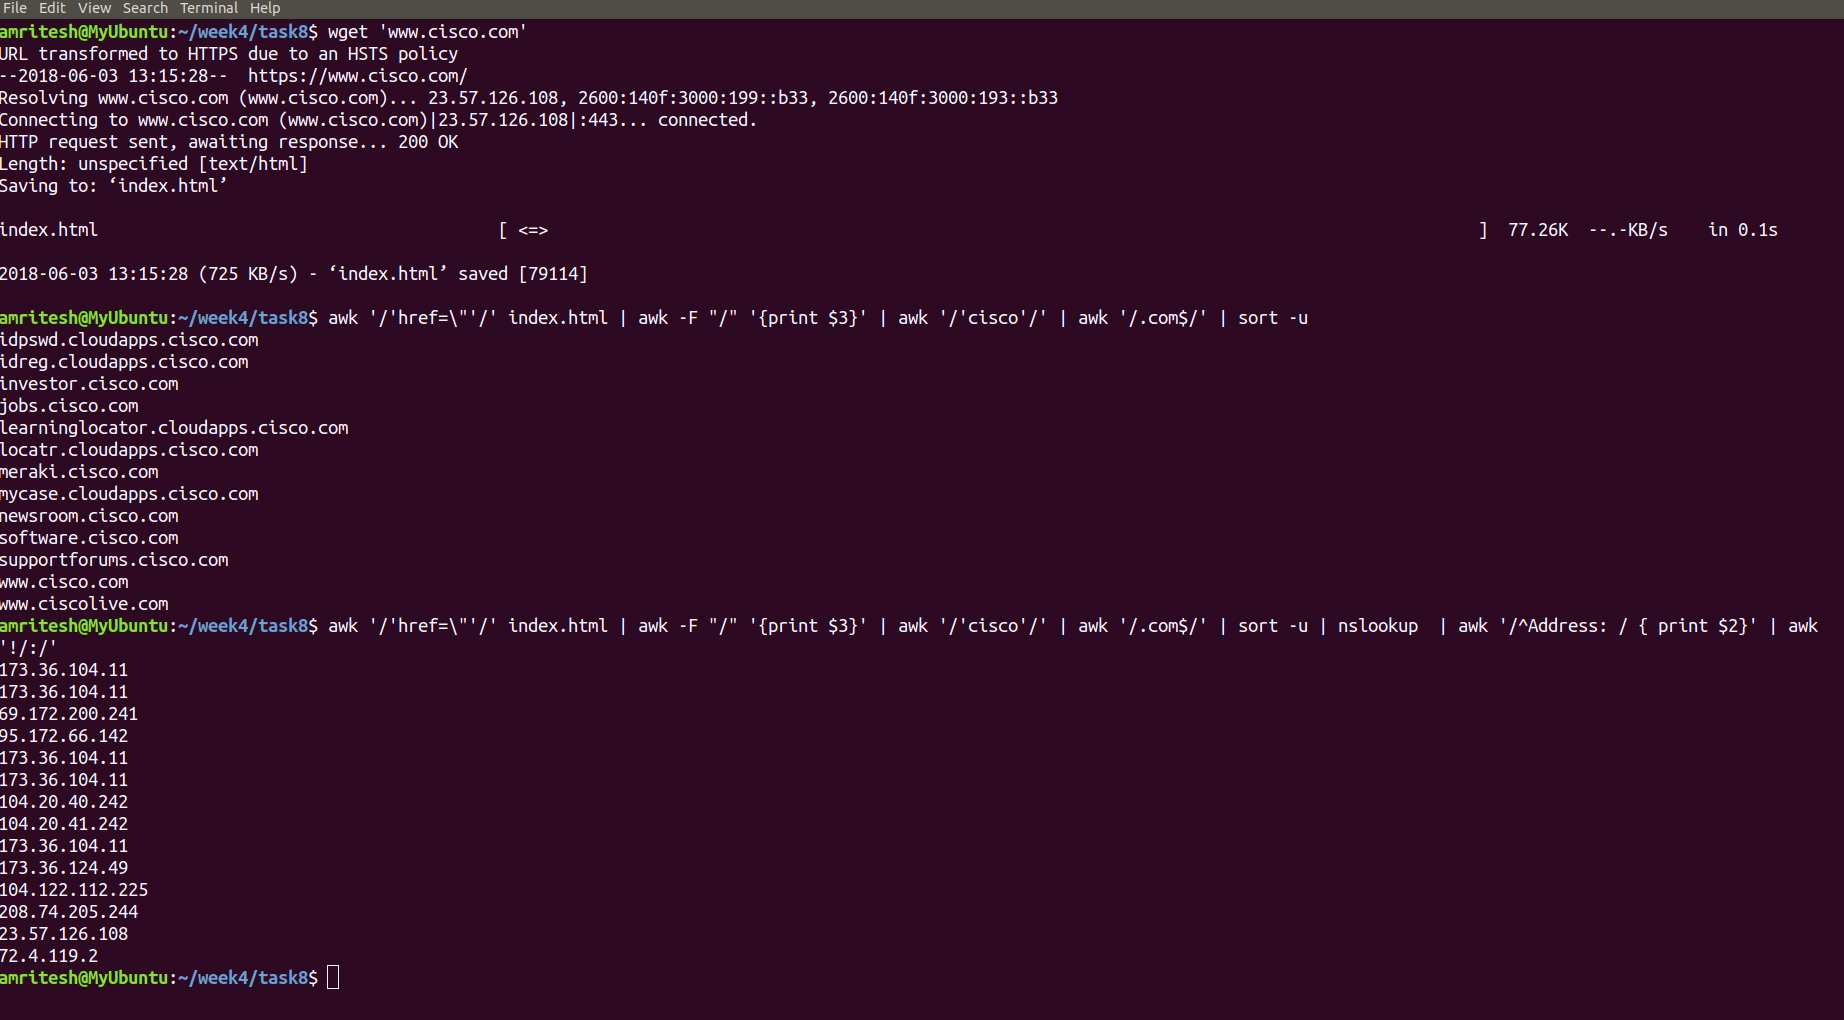 File Edit View Search Terminal Help
amritesh@MyUbuntu:~/week4/task8$ wget 'www.cisco.com'
URL transformed to HTTPS due to an HSTS policy
--2018-06-03 13:15:28--  https://www.cisco.com/
Resolving www.cisco.com (www.cisco.com)... 23.57.126.108, 2600:140f:3000:199::b33, 2600:140f:3000:193::b33
Connecting to www.cisco.com (www.cisco.com)|23.57.126.108|:443... connected.
HTTP request sent, awaiting response... 200 OK
Length: unspecified [text/html]
Saving to: ‘index.html’
index.html                                        [ <=>                                                                                              ]  77.26K  --.-KB/s    in 0.1s
2018-06-03 13:15:28 (725 KB/s) - ‘index.html’ saved [79114]
amritesh@MyUbuntu:~/week4/task8$ awk '/'href=\"'/' index.html | awk -F "/" '{print $3}' | awk '/'cisco'/' | awk '/.com$/' | sort -u
idpswd.cloudapps.cisco.com
idreg.cloudapps.cisco.com
investor.cisco.com
jobs.cisco.com
learninglocator.cloudapps.cisco.com
locatr.cloudapps.cisco.com
meraki.cisco.com
mycase.cloudapps.cisco.com
newsroom.cisco.com
software.cisco.com
supportforums.cisco.com
www.cisco.com
www.ciscolive.com
amritesh@MyUbuntu:~/week4/task8$ awk '/'href=\"'/' index.html | awk -F "/" '{print $3}' | awk '/'cisco'/' | awk '/.com$/' | sort -u | nslookup  | awk '/^Address: / { print $2}' | awk
'!/:/'
173.36.104.11
173.36.104.11
69.172.200.241
95.172.66.142
173.36.104.11
173.36.104.11
104.20.40.242
104.20.41.242
173.36.104.11
173.36.124.49
104.122.112.225
208.74.205.244
23.57.126.108
72.4.119.2
amritesh@MyUbuntu:~/week4/task8$